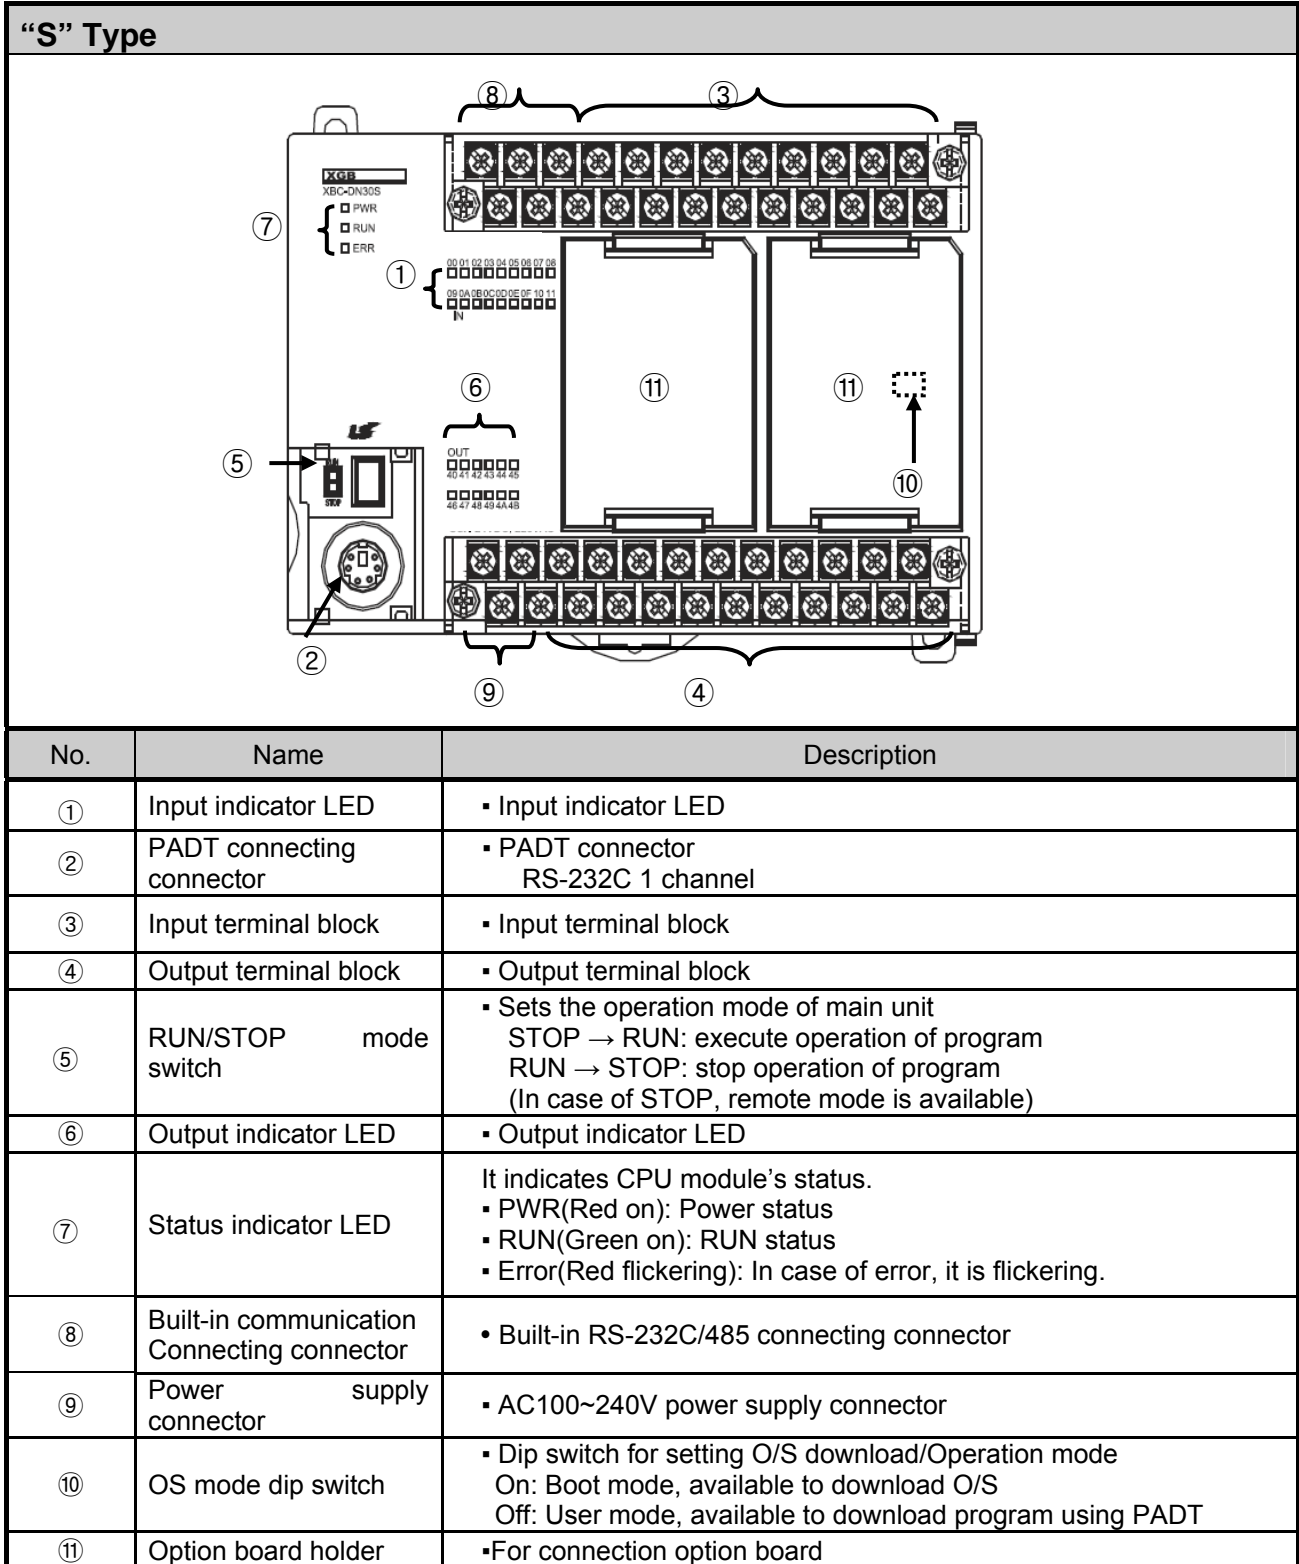 “S” Type
⑧ ③
XGB
XBC-DN30S
⑦
PWR
RUN
ERR
①
00 01 02 03 04 05 06 07 08
09 0A 0B 0C 0D 0E 0F 10 11
IN
⑥
⑪ ⑪
LS
OUT
40 41 42 43 44 45
46 47 48 49 4A 4B
⑤
RUN
STOP
⑩
②
⑨ ④
No. Name Description
① Input indicator LED ▪ Input indicator LED
② PADT connecting connector ▪ PADT connector
RS-232C 1 channel
③ Input terminal block ▪ Input terminal block
④ Output terminal block ▪ Output terminal block
⑤ RUN/STOP mode switch ▪ Sets the operation mode of main unit
STOP → RUN: execute operation of program
RUN → STOP: stop operation of program
(In case of STOP, remote mode is available)
⑥ Output indicator LED ▪ Output indicator LED
⑦ Status indicator LED It indicates CPU module’s status.
▪ PWR(Red on): Power status
▪ RUN(Green on): RUN status
▪ Error(Red flickering): In case of error, it is flickering.
⑧ Built-in communication Connecting connector • Built-in RS-232C/485 connecting connector
⑨ Power supply connector ▪ AC100~240V power supply connector
⑩ OS mode dip switch ▪ Dip switch for setting O/S download/Operation mode
On: Boot mode, available to download O/S
Off: User mode, available to download program using PADT
⑪ Option board holder ▪For connection option board